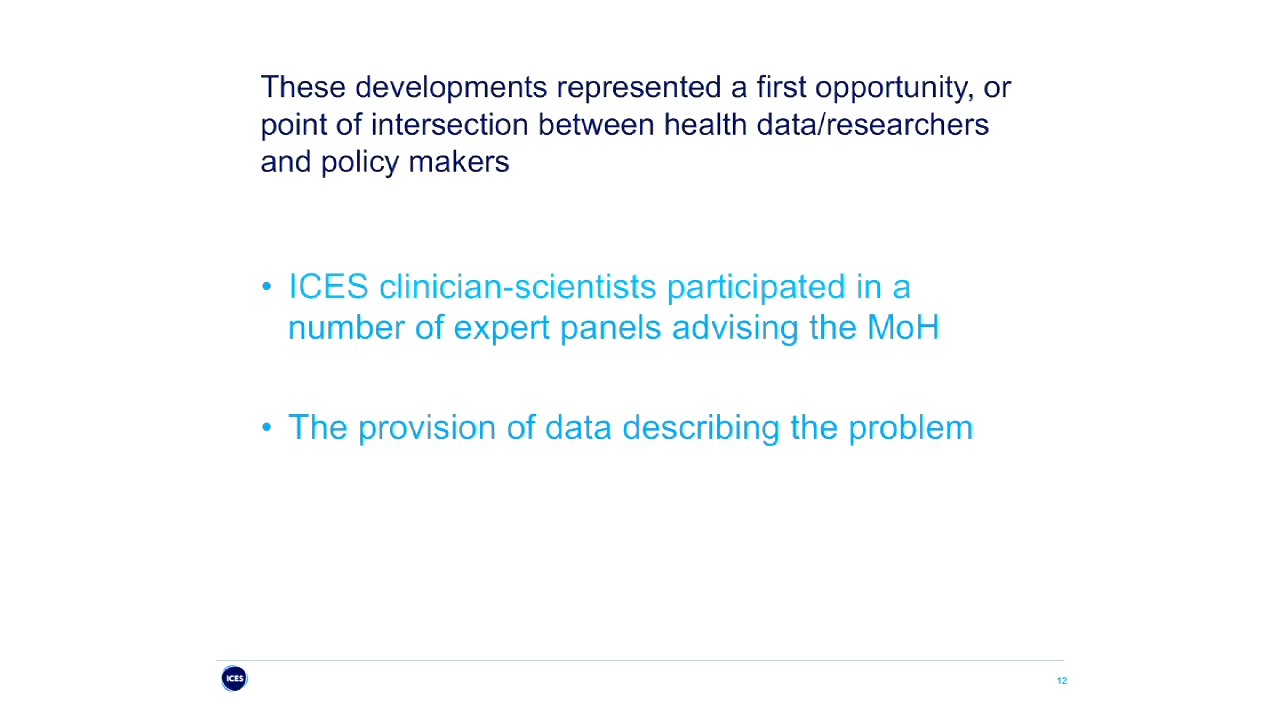 These developments represented a first opportunity, or
point of intersection between health data/researchers
and policy makers
• ICES clinician-scientists participated in a
number of expert panels advising the MoH
• The provision of data describing the problem
ICES
12